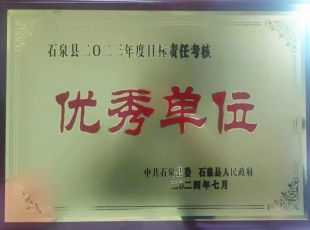 石泉县二〇二三年度目标责任考核
优秀单位
中共石泉县委 石泉县人民政府
二〇二四年七月